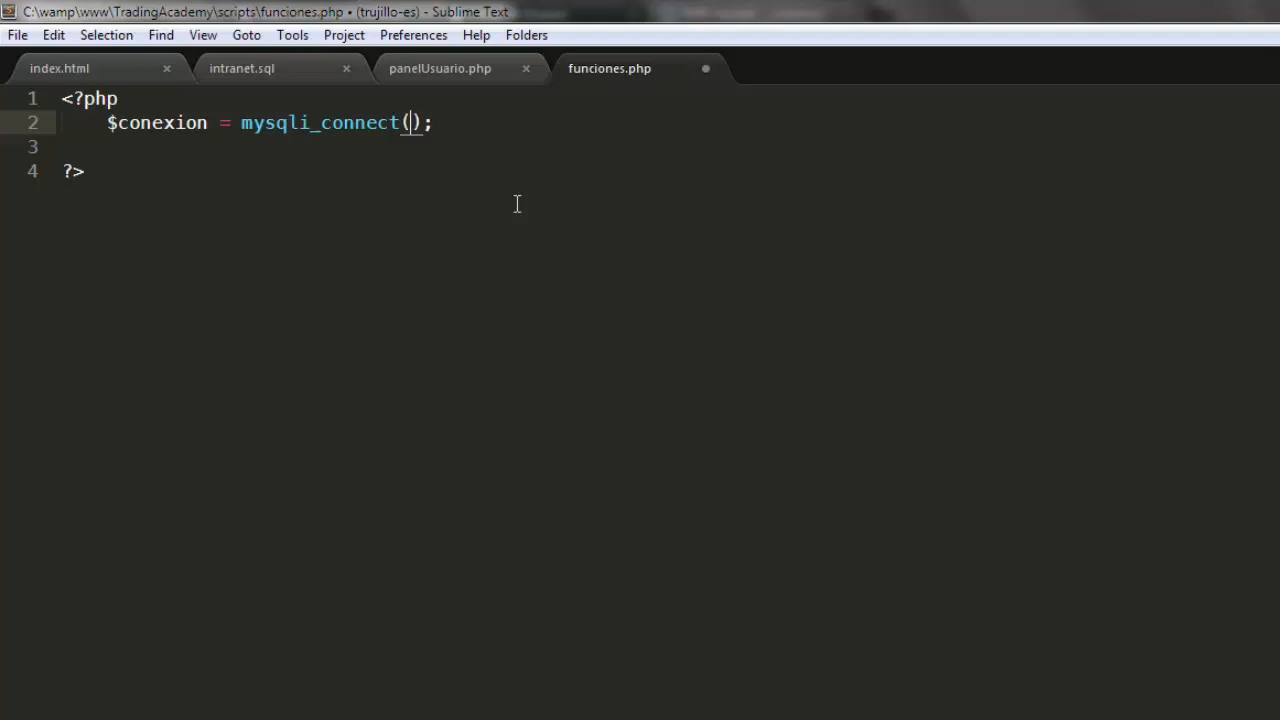 C:\wamp\www\TradingAcademy\scripts\funciones.php • (trujillo-es) - Sublime Text
File Edit Selection Find View Goto Tools Project Preferences Help Folders
index.html × intranet.sql × panelUsuario.php × funciones.php
1 <?php
2 $conexion = mysqli_connect();
3
4 ?>